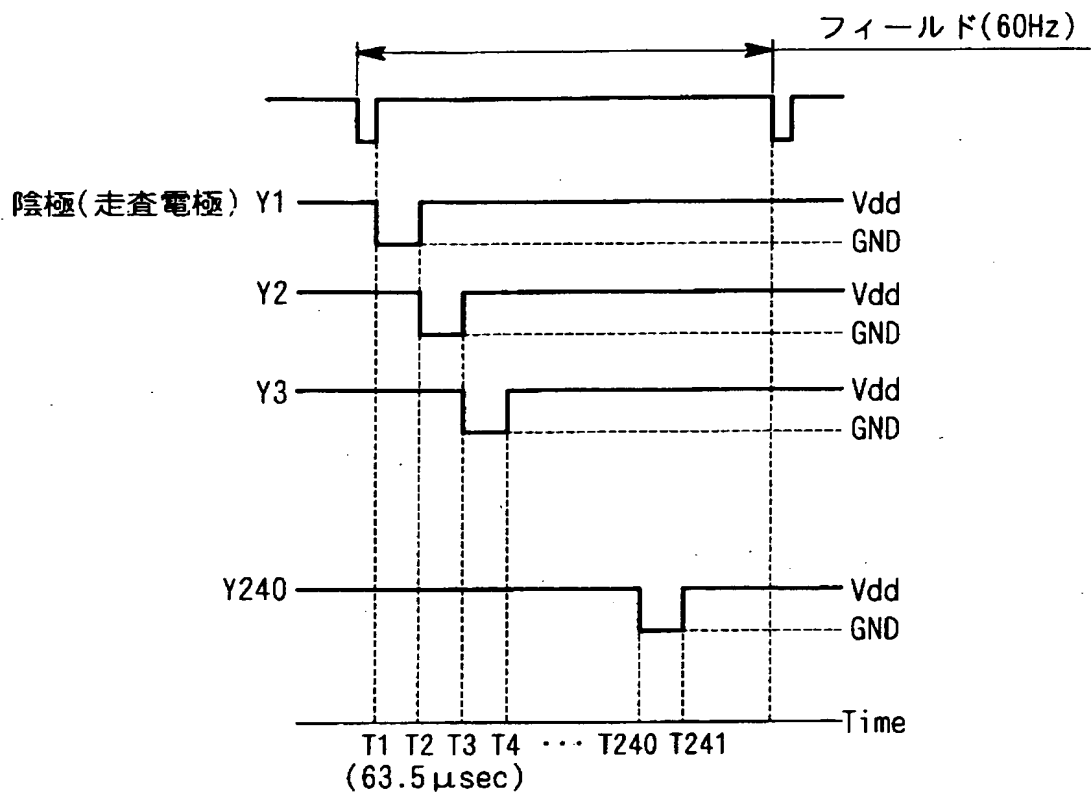 フィールド(60Hz)
陰極(走査電極) Y1
Vdd
GND
Y2
Vdd
GND
Y3
Vdd
GND
Y240
Vdd
GND
Time
T1 T2 T3 T4 ··· T240 T241
(63.5μsec)